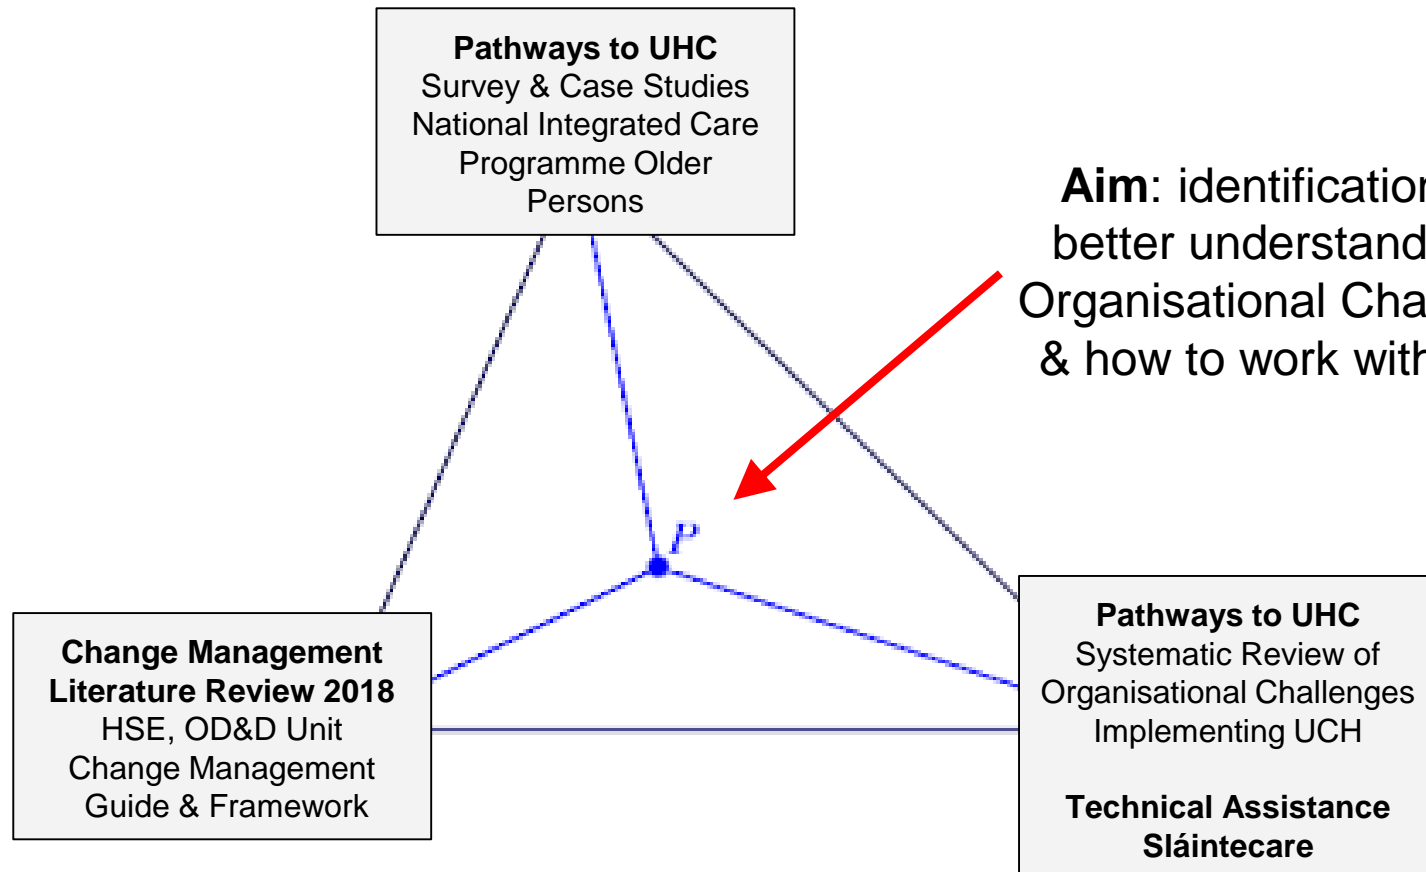 Pathways to UHC
Survey & Case Studies
National Integrated Care
Programme Older
Persons
Aim: identification
better understand
Organisational Cha
& how to work with
P
Change Management
Literature Review 2018
HSE, OD&D Unit
Change Management
Guide & Framework
Pathways to UHC
Systematic Review of
Organisational Challenges
Implementing UCH
Technical Assistance
Sláintecare